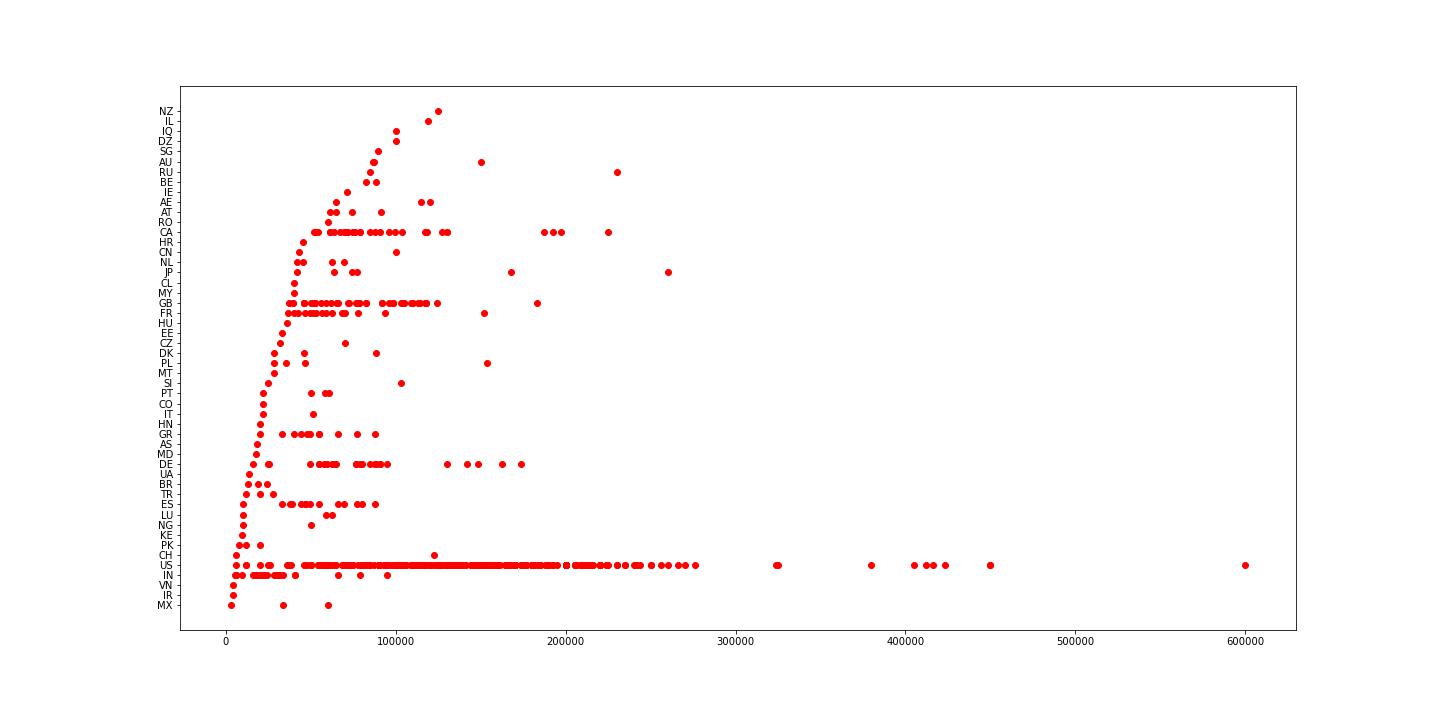 NZ
IL
IQ
DZ
SG
AU
RU
BE
IE
AE
AT
RO
CA
HR
CN
NL
JP
CL
MY
GB
FR
HU
EE
CZ
DK
PL
MT
SI
PT
CO
IT
HN
GR
AS
MD
DE
UA
BR
TR
ES
LU
NG
KE
PK
CH
US
IN
VN
IR
MX
0 100000 200000 300000 400000 500000 600000